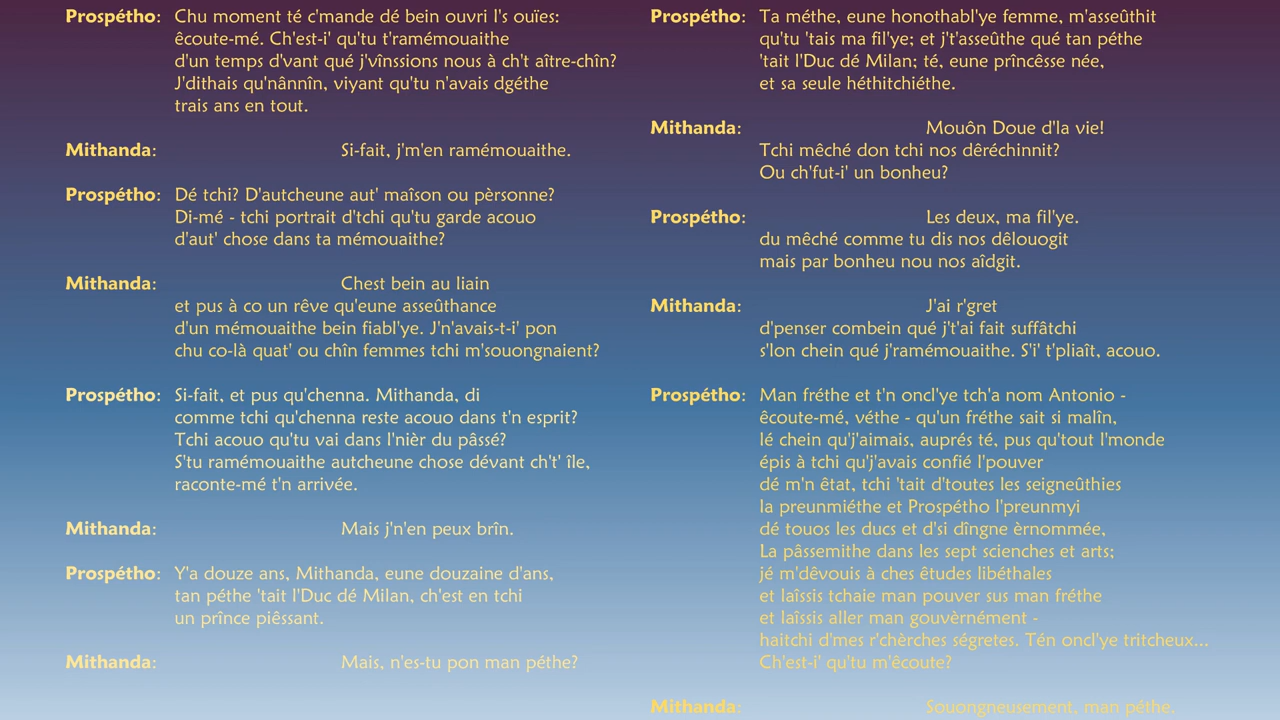 Prospétho: Chu moment té c'mande dé bein ouvri l's ouïes:
êcoute-mé. Ch'est-i' qu'tu t'ramémouaithe
d'un temps d'vant qué j'vînssions nous à ch't aître-chîn?
J'dithais qu'nânnîn, viyant qu'tu n'avais dgéthe
trais ans en tout.
Mithanda: Si-fait, j'm'en ramémouaithe.
Prospétho: Dé tchi? D'autcheune aut' maîson ou pèrsonne?
Di-mé - tchi portrait d'tchi qu'tu garde acouo
d'aut' chose dans ta mémouaithe?
Mithanda: Chest bein au liain
et pus à co un rêve qu'eune asseûthance
d'un mémouaithe bein fiabl'ye. J'n'avais-t-i' pon
chu co-là quat' ou chîn femmes tchi m'souongnaient?
Prospétho: Si-fait, et pus qu'chenna. Mithanda, di
comme tchi qu'chenna reste acouo dans t'n esprit?
Tchi acouo qu'tu vai dans l'nièr du pâssé?
S'tu ramémouaithe autcheune chose dévant ch't' île,
raconte-mé t'n arrivée.
Mithanda: Mais j'n'en peux brîn.
Prospétho: Y'a douze ans, Mithanda, eune douzaine d'ans,
tan péthe 'tait l'Duc dé Milan, ch'est en tchi
un prînce piêssant.
Mithanda: Mais, n'es-tu pon man péthe?
Prospétho: Ta méthe, eune honothabl'ye femme, m'asseûthit
qu'tu 'tais ma fil'ye; et j't'asseûthe qué tan péthe
'tait l'Duc dé Milan; té, eune prîncêsse née,
et sa seule héthitchiéthe.
Mithanda: Mouôn Doue d'la vie!
Tchi mêché don tchi nos dêréchinnit?
Ou ch'fut-i' un bonheu?
Prospétho: Les deux, ma fil'ye.
du mêché comme tu dis nos dêlouogit
mais par bonheu nou nos aîdgit.
Mithanda: J'ai r'gret
d'penser combein qué j't'ai fait suffâtchi
s'lon chein qué j'ramémouaithe. S'i' t'pliaît, acouo.
Prospétho: Man fréthe et t'n oncl'ye tch'a nom Antonio -
êcoute-mé, véthe - qu'un fréthe sait si malîn,
lé chein qu'j'aimais, auprés té, pus qu'tout l'monde
épis à tchi qu'j'avais confié l'pouver
dé m'n êtat, tchi 'tait d'toutes les seigneûthies
la preunmiéthe et Prospétho l'preunmyi
dé touos les ducs et d'si dîngne èrnommée,
La pâssemithe dans les sept scienches et arts;
jé m'dêvouis à ches êtudes libéthales
et laîssis tchaie man pouver sus man fréthe
et laîssis aller man gouvèrnément -
haitchi d'mes r'chèrches ségretes. Tén oncl'ye tritcheux...
Ch'est-i' qu'tu m'êcoute?
Mithanda: Souongneusement, man péthe.